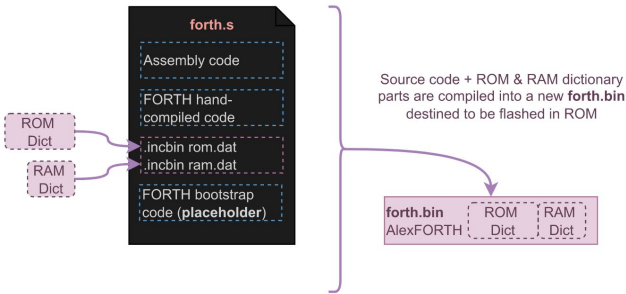 forth.s
Assembly code
FORTH hand-
compiled code
.incbin rom.dat
.incbin ram.dat
FORTH bootstrap
code (placeholder)
ROM
Dict
RAM
Dict
Source code + ROM & RAM dictionary
parts are compiled into a new forth.bin
destined to be flashed in ROM
forth.bin
AlexFORTH
ROM
Dict
RAM
Dict